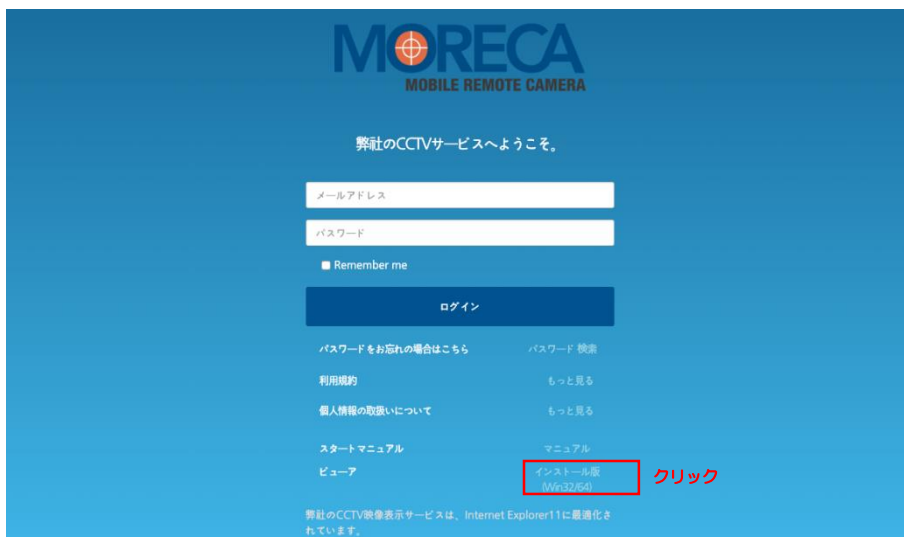 MORECA
MOBILE REMOTE CAMERA
弊社のCCTVサービスへようこそ。
メールアドレス
パスワード
Remember me
ログイン
パスワードをお忘れの場合はこちら パスワード 検索
利用規約 もっと見る
個人情報の取扱いについて もっと見る
スタートマニュアル マニュアル
ビューア インストール版
(Win32/64)
クリック
弊社のCCTV映像表示サービスは、Internet Explorer11に最適化さ
れています。